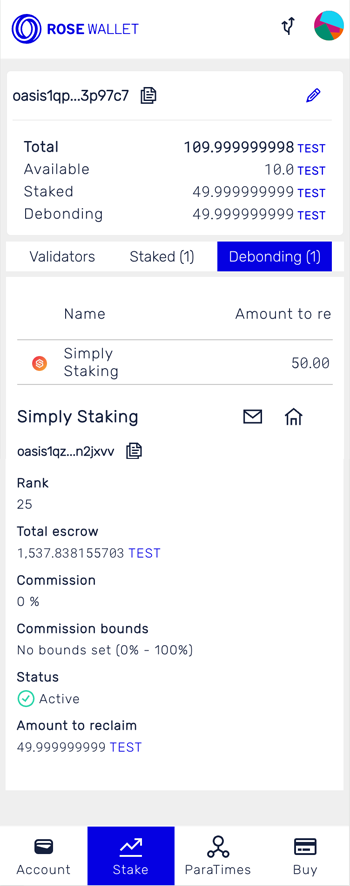 ROSE WALLET
oasis1qp...3p97c7
Total 109.999999998 TEST
Available 10.0 TEST
Staked 49.999999999 TEST
Debonding 49.999999999 TEST
Validators Staked (1) Debonding (1)
Name Amount to re
Simply
Staking
50.00
Simply Staking
oasis1qz...n2jxvv
Rank
25
Total escrow
1,537.838155703 TEST
Commission
0 %
Commission bounds
No bounds set (0% - 100%)
Status
Active
Amount to reclaim
49.999999999 TEST
Account Stake ParaTimes Buy